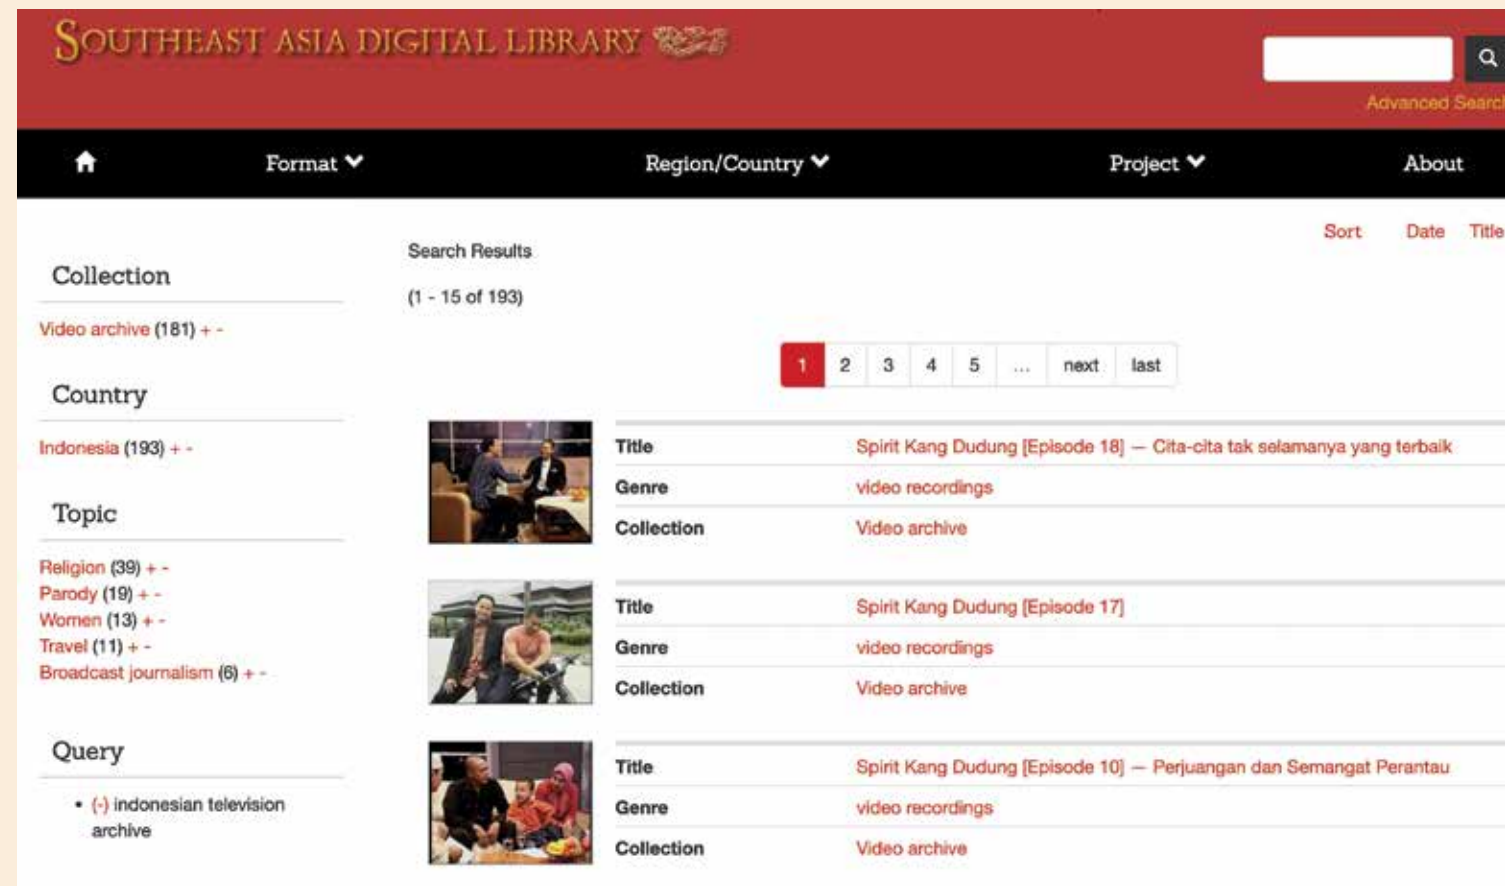 SOUTHEAST ASIA DIGITAL LIBRARY
Advanced Search
Format
Region/Country
Project
About
Sort Date Title
Collection
Video archive (181) + -
Country
Indonesia (193) + -
Topic
Religion (39) + -
Parody (19) + -
Women (13) + -
Travel (11) + -
Broadcast journalism (6) + -
Query
• (-) indonesian television
archive
Search Results
(1 - 15 of 193)
1 2 3 4 5 ... next last
Title Spirit Kang Dudung [Episode 18] — Cita-cita tak selamanya yang terbaik
Genre video recordings
Collection Video archive
Title Spirit Kang Dudung [Episode 17]
Genre video recordings
Collection Video archive
Title Spirit Kang Dudung [Episode 10] — Perjuangan dan Semangat Perantau
Genre video recordings
Collection Video archive